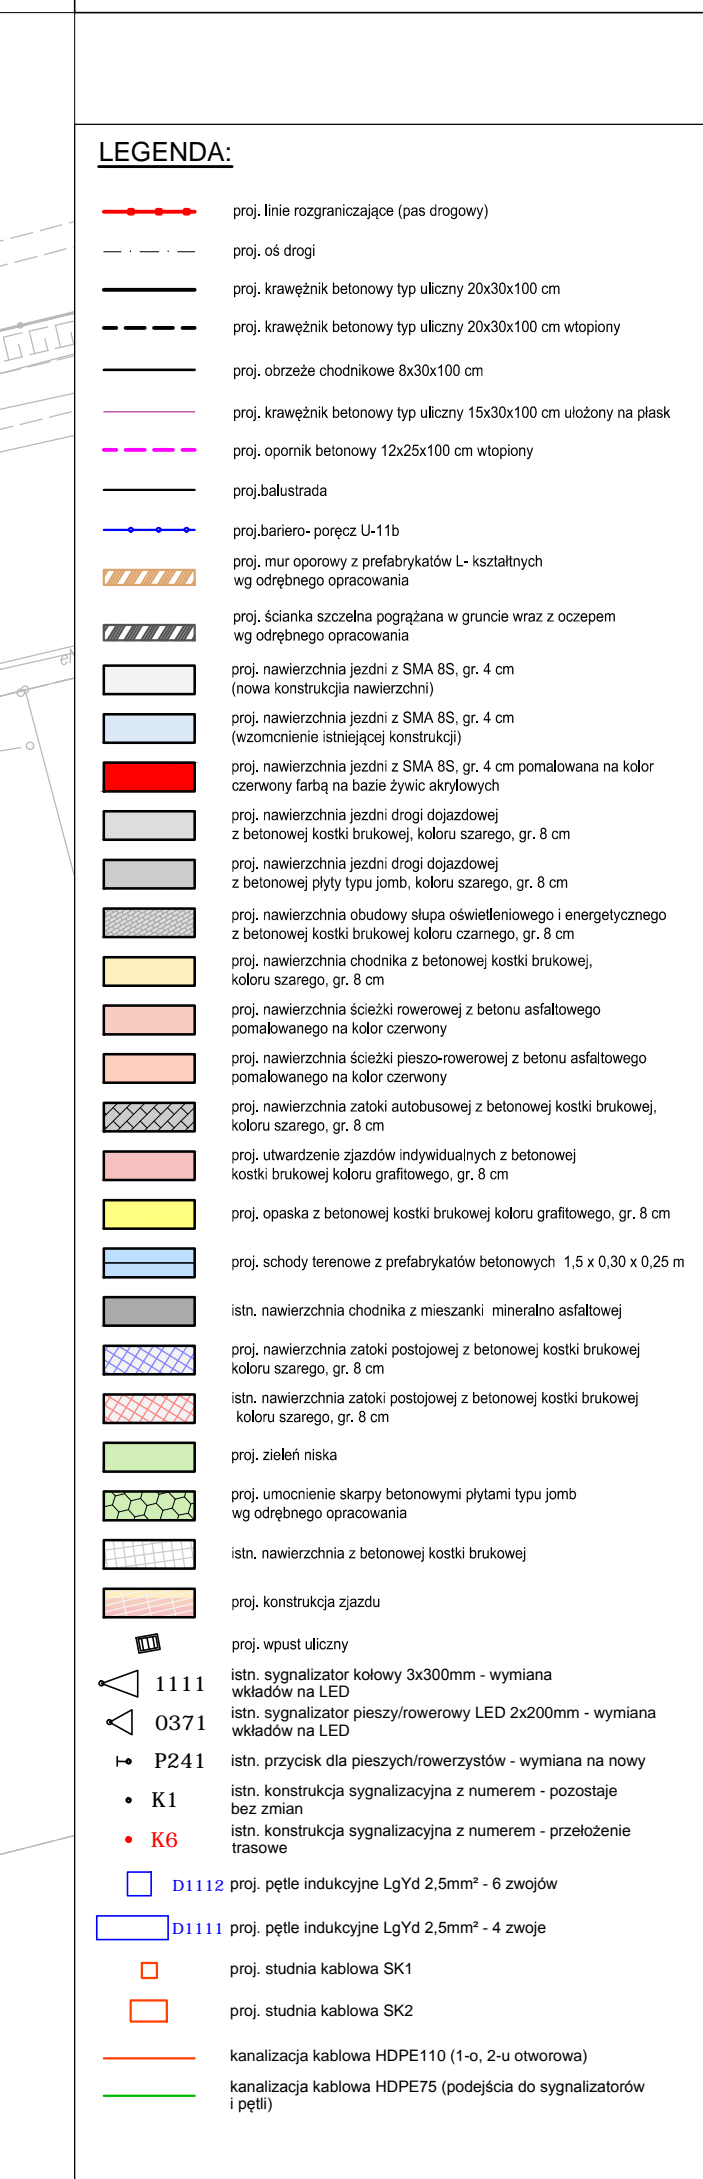 LEGENDA:
proj. linie rozgraniczające (pas drogowy)
proj. oś drogi
proj. krawężnik betonowy typ uliczny 20x30x100 cm
proj. krawężnik betonowy typ uliczny 20x30x100 cm wtopiony
proj. obrzeże chodnikowe 8x30x100 cm
proj. krawężnik betonowy typ uliczny 15x30x100 cm ułożony na płask
proj. opornik betonowy 12x25x100 cm wtopiony
proj.balustrada
proj.bariero- poręcz U-11b
proj. mur oporowy z prefabrykatów L- kształtnych
wg odrębnego opracowania
proj. ścianka szczelna pogrążana w gruncie wraz z oczepem
wg odrębnego opracowania
proj. nawierzchnia jezdni z SMA 8S, gr. 4 cm
(nowa konstrukcjia nawierzchni)
proj. nawierzchnia jezdni z SMA 8S, gr. 4 cm
(wzomcnienie istniejącej konstrukcji)
proj. nawierzchnia jezdni z SMA 8S, gr. 4 cm pomalowana na kolor
czerwony farbą na bazie żywic akrylowych
proj. nawierzchnia jezdni drogi dojazdowej
z betonowej kostki brukowej, koloru szarego, gr. 8 cm
proj. nawierzchnia jezdni drogi dojazdowej
z betonowej płyty typu jomb, koloru szarego, gr. 8 cm
proj. nawierzchnia obudowy słupa oświetleniowego i energetycznego
z betonowej kostki brukowej koloru czarnego, gr. 8 cm
proj. nawierzchnia chodnika z betonowej kostki brukowej,
koloru szarego, gr. 8 cm
proj. nawierzchnia ścieżki rowerowej z betonu asfaltowego
pomalowanego na kolor czerwony
proj. nawierzchnia ścieżki pieszo-rowerowej z betonu asfaltowego
pomalowanego na kolor czerwony
proj. nawierzchnia zatoki autobusowej z betonowej kostki brukowej,
koloru szarego, gr. 8 cm
proj. utwardzenie zjazdów indywidualnych z betonowej
kostki brukowej koloru grafitowego, gr. 8 cm
proj. opaska z betonowej kostki brukowej koloru grafitowego, gr. 8 cm
proj. schody terenowe z prefabrykatów betonowych 1,5 x 0,30 x 0,25 m
istn. nawierzchnia chodnika z mieszanki mineralno asfaltowej
proj. nawierzchnia zatoki postojowej z betonowej kostki brukowej
koloru szarego, gr. 8 cm
istn. nawierzchnia zatoki postojowej z betonowej kostki brukowej
koloru szarego, gr. 8 cm
proj. zieleń niska
proj. umocnienie skarpy betonowymi płytami typu jomb
wg odrębnego opracowania
istn. nawierzchnia z betonowej kostki brukowej
proj. konstrukcja zjazdu
proj. wpust uliczny
1111 istn. sygnalizator kołowy 3x300mm - wymiana
wkładów na LED
0371 istn. sygnalizator pieszy/rowerowy LED 2x200mm - wymiana
wkładów na LED
P241 istn. przycisk dla pieszych/rowerzystów - wymiana na nowy
K1 istn. konstrukcja sygnalizacyjna z numerem - pozostaje
bez zmian
K6 istn. konstrukcja sygnalizacyjna z numerem - przełożenie
trasowe
D1112 proj. pętle indukcyjne LgYd 2,5mm² - 6 zwojów
D1111 proj. pętle indukcyjne LgYd 2,5mm² - 4 zwoje
proj. studnia kablowa SK1
proj. studnia kablowa SK2
kanalizacja kablowa HDPE110 (1-o, 2-u otworowa)
kanalizacja kablowa HDPE75 (podejścia do sygnalizatorów
i pętli)